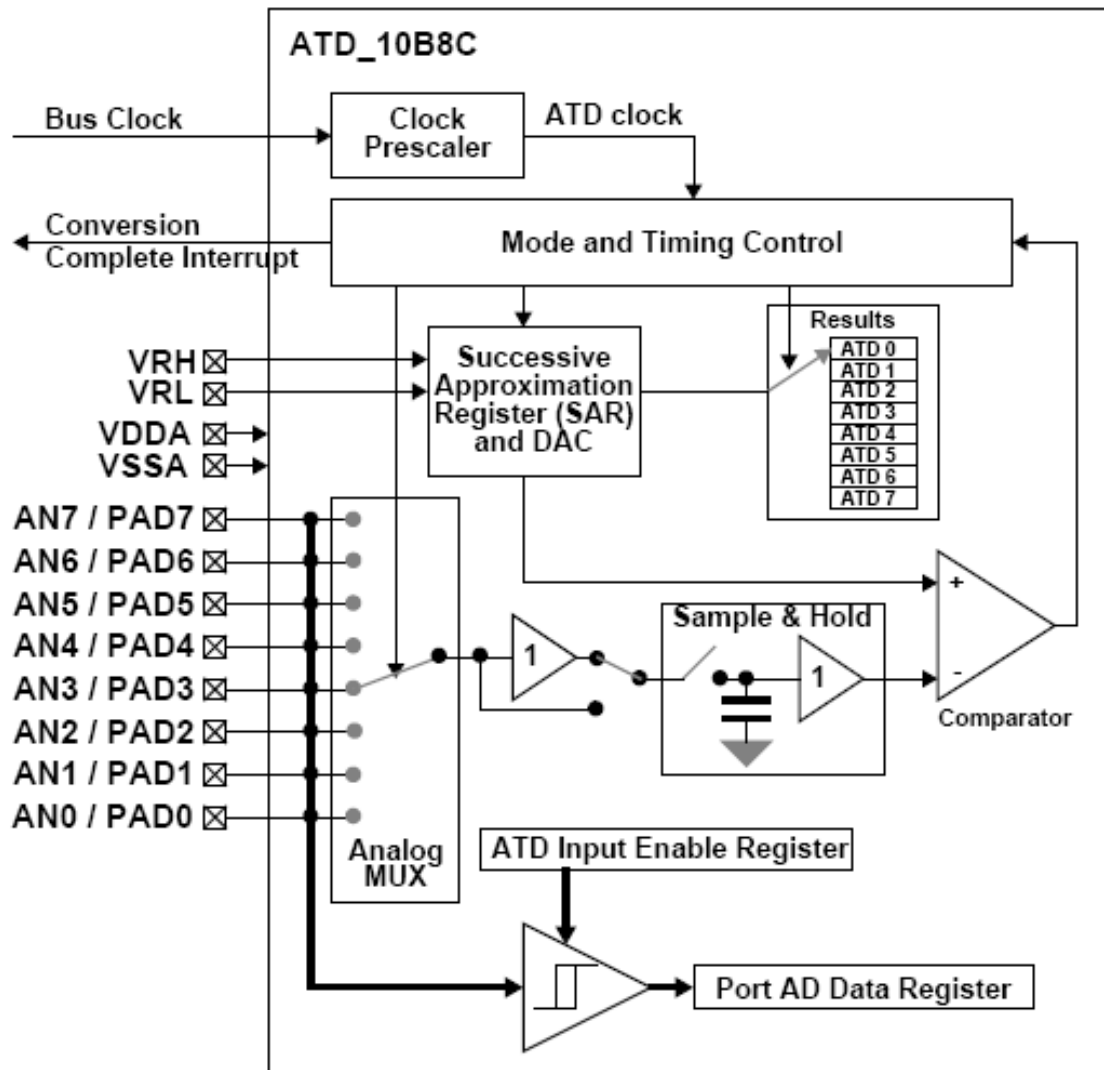 ATD_10B8C
Bus Clock
Clock
Prescaler
ATD clock
Conversion
Complete Interrupt
Mode and Timing Control
VRH
VRL
VDDA
VSSA
Successive
Approximation
Register (SAR)
and DAC
Results
ATD 0
ATD 1
ATD 2
ATD 3
ATD 4
ATD 5
ATD 6
ATD 7
AN7 / PAD7
AN6 / PAD6
AN5 / PAD5
AN4 / PAD4
AN3 / PAD3
AN2 / PAD2
AN1 / PAD1
AN0 / PAD0
Analog
MUX
1
Sample & Hold
1
+
-
Comparator
ATD Input Enable Register
Port AD Data Register